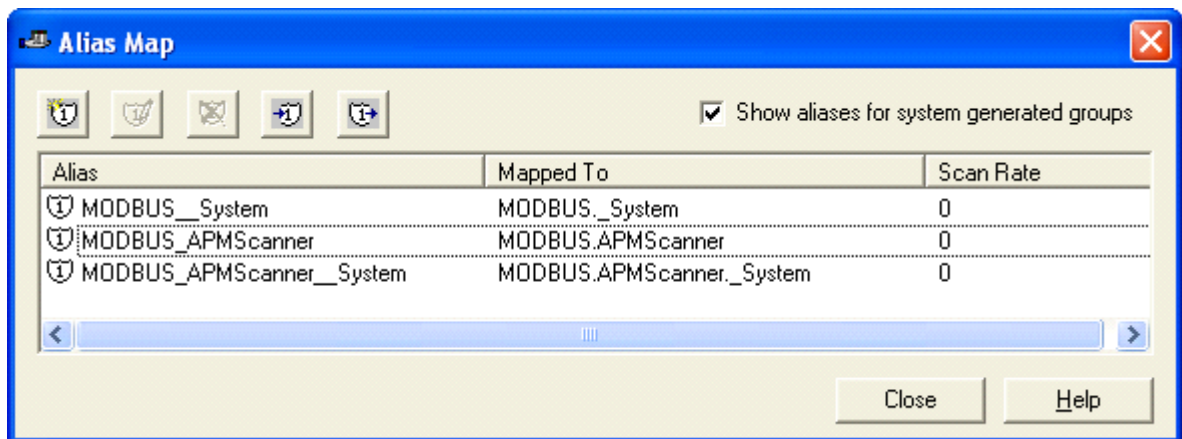 Alias Map
Show aliases for system generated groups
Alias Mapped To Scan Rate
MODBUS__System MODBUS._System 0
MODBUS_APMScanner MODBUS.APMScanner 0
MODBUS_APMScanner__System MODBUS.APMScanner._System 0
Close Help